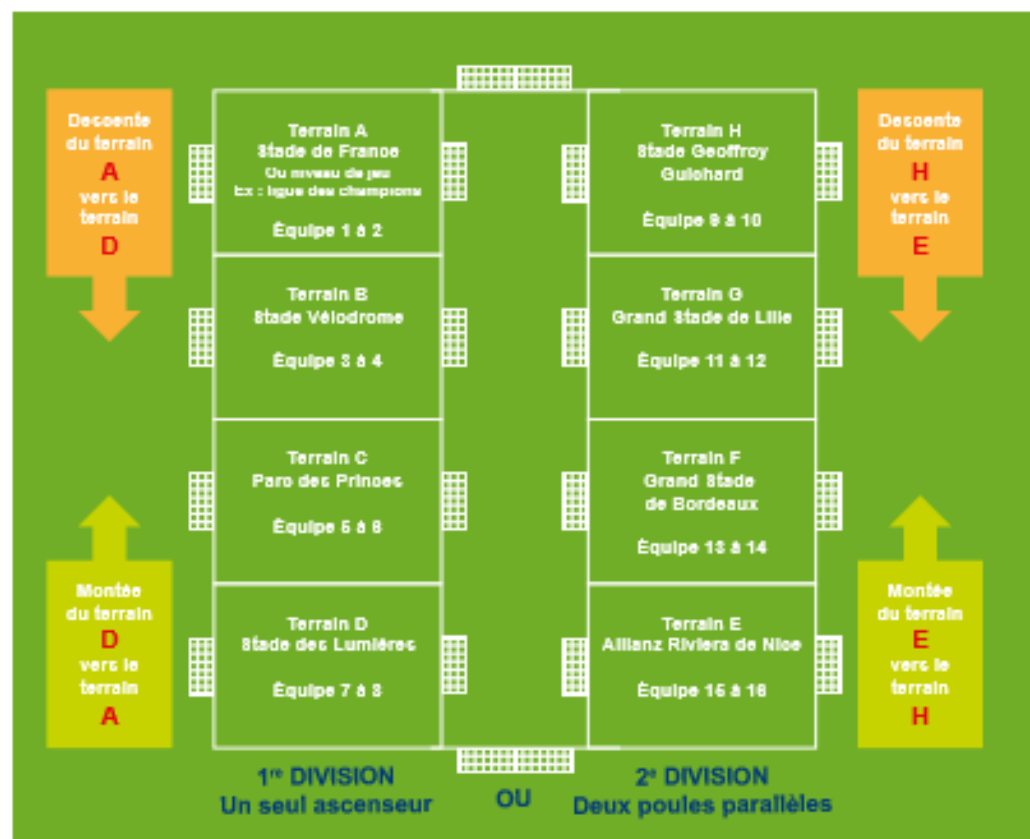 Descente
du terrain
A
vers le
terrain
D
Montée
du terrain
D
vers le
terrain
A
Terrain A
Stade de France
Ou niveau de jeu
Ex : ligue des champions
Équipe 1 à 2
Terrain B
Stade Vélodrome
Équipe 3 à 4
Terrain C
Parc des Princes
Équipe 5 à 6
Terrain D
Stade des Lumières
Équipe 7 à 8
Terrain H
Stade Geoffroy
Guichard
Équipe 9 à 10
Terrain G
Grand Stade de Lille
Équipe 11 à 12
Terrain F
Grand Stade
de Bordeaux
Équipe 13 à 14
Terrain E
Allianz Riviera de Nice
Équipe 15 à 16
Descente
du terrain
H
vers le
terrain
E
Montée
du terrain
E
vers le
terrain
H
1re DIVISION
Un seul ascenseur
OU
2e DIVISION
Deux poules parallèles